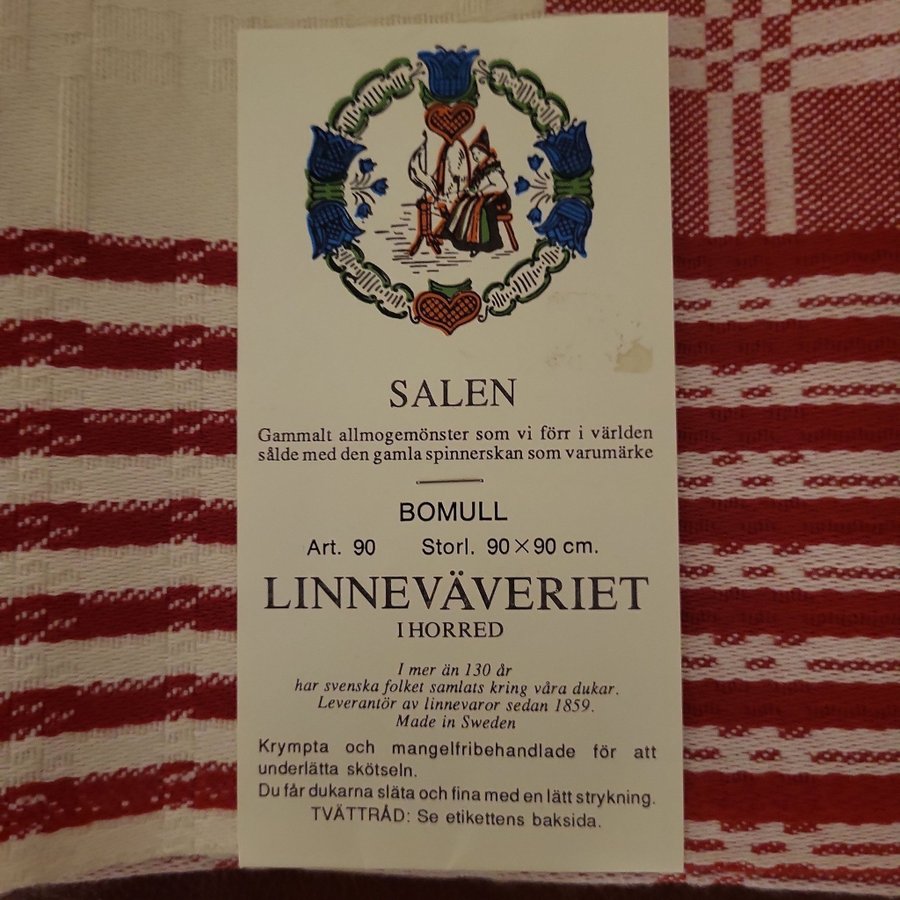 SALEN
Gammalt allmogemönster som vi förr i världen
sålde med den gamla spinnerskan som varumärke
BOMULL
Art. 90 Storl. 90×90 cm.
LINNEVÄVERIET
I HORRED
I mer än 130 år
har svenska folket samlats kring våra dukar.
Leverantör av linnevaror sedan 1859.
Made in Sweden
Krympta och mangelfribehandlade för att
underlätta skötseln.
Du får dukarna släta och fina med en lätt strykning.
TVÄTTRÅD: Se etikettens baksida.